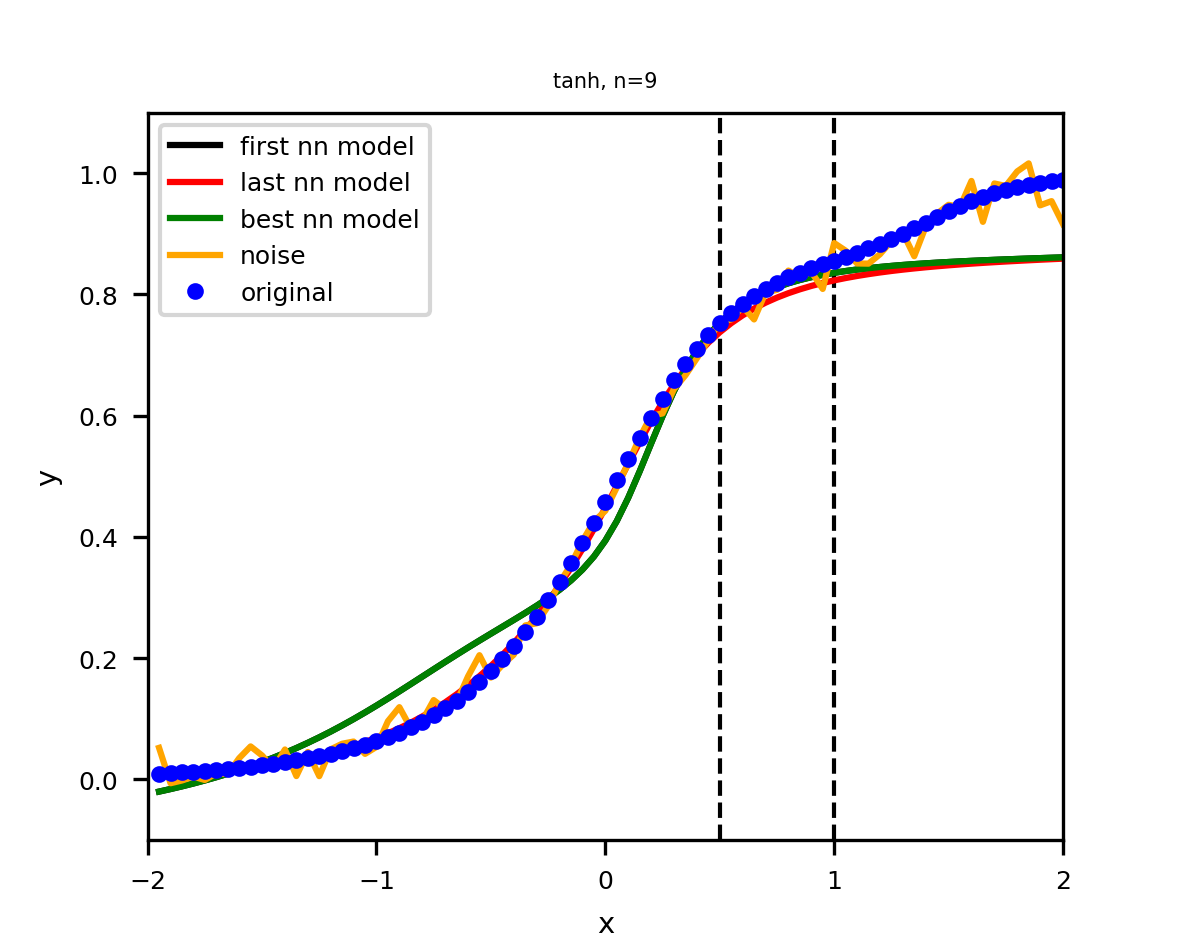 tanh, n=9
first nn model
last nn model
best nn model
noise
original
1.0
0.8
0.6
0.4
0.2
0.0
y
−2
−1
0
1
2
x